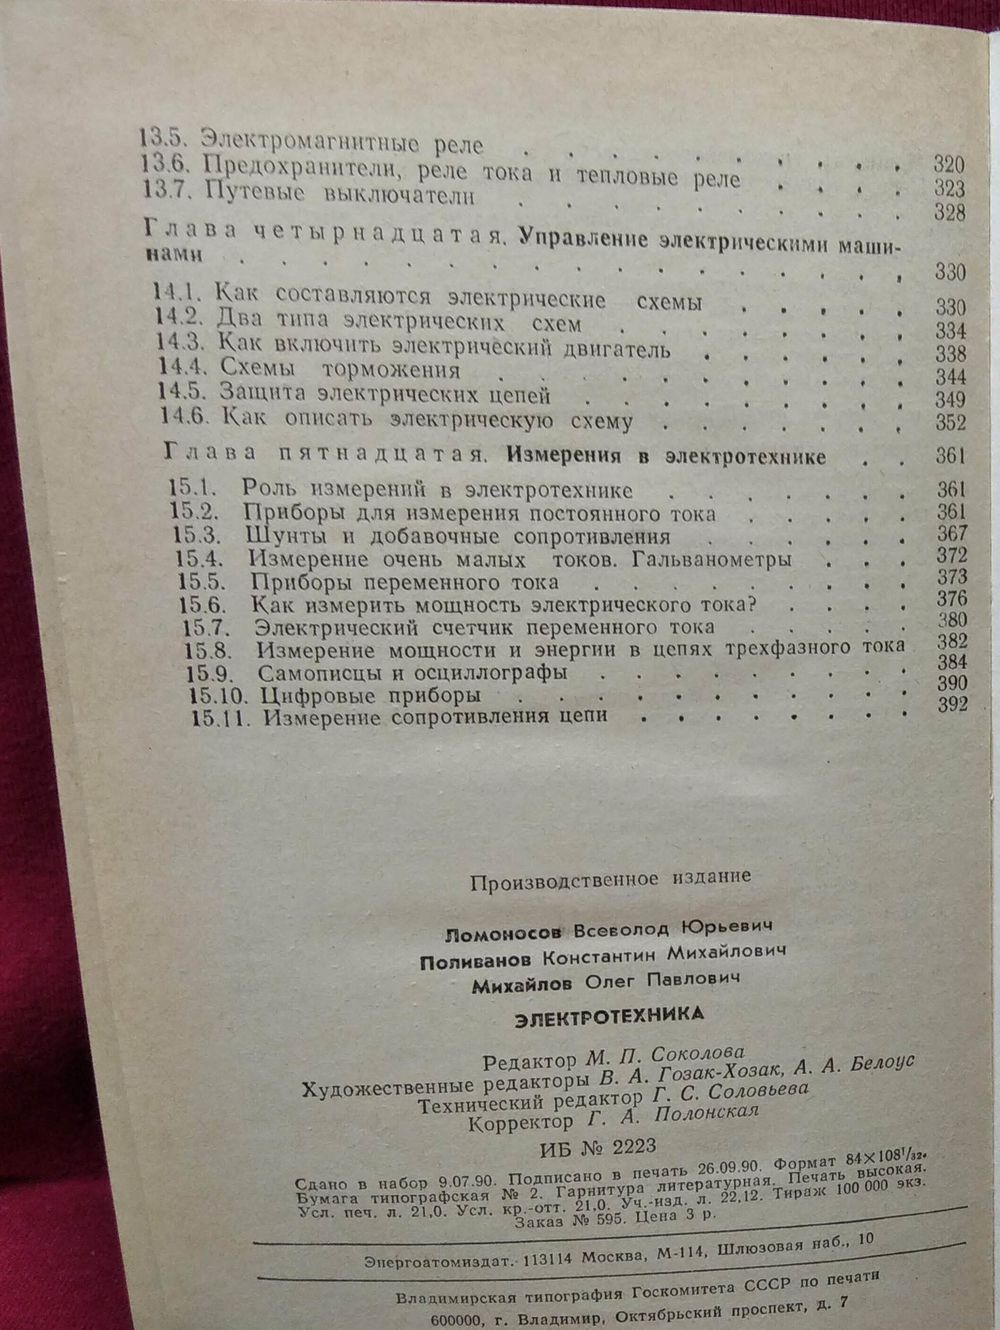 13.5. Электромагнитные реле . . . . . . . . . 320
13.6. Предохранители, реле тока и тепловые реле . . . . 323
13.7. Путевые выключатели . . . . . . . . . 328
Глава четырнадцатая. Управление электрическими маши-
нами . . . . . . . . . . . . . . . . 330
14.1. Как составляются электрические схемы . . . . . 330
14.2. Два типа электрических схем . . . . . . . . 334
14.3. Как включить электрический двигатель . . . . . . 338
14.4. Схемы торможения . . . . . . . . . . 344
14.5. Защита электрических цепей . . . . . . . . 349
14.6. Как описать электрическую схему . . . . . . . 352
Глава пятнадцатая. Измерения в электротехнике . . 361
15.1. Роль измерений в электротехнике . . . . . . . 361
15.2. Приборы для измерения постоянного тока . . . . . 361
15.3. Шунты и добавочные сопротивления . . . . . . 367
15.4. Измерение очень малых токов. Гальванометры . . . 372
15.5. Приборы переменного тока . . . . . . . . 373
15.6. Как измерить мощность электрического тока? . . . . 376
15.7. Электрический счетчик переменного тока . . . . . 380
15.8. Измерение мощности и энергии в цепях трехфазного тока 382
15.9. Самописцы и осциллографы . . . . . . . . 384
15.10. Цифровые приборы . . . . . . . . . . 390
15.11. Измерение сопротивления цепи . . . . . . . . 392
Производственное издание
Ломоносов Всеволод Юрьевич
Поливанов Константин Михайлович
Михайлов Олег Павлович
ЭЛЕКТРОТЕХНИКА
Редактор М. П. Соколова
Художественные редакторы В. А. Гозак-Хозак, А. А. Белоус
Технический редактор Г. С. Соловьева
Корректор Г. А. Полонская
ИБ № 2223
Сдано в набор 9.07.90. Подписано в печать 26.09.90. Формат 84×108¹/₃₂.
Бумага типографская № 2. Гарнитура литературная. Печать высокая.
Усл. печ. л. 21,0. Усл. кр.-отт. 21,0. Уч.-изд. л. 22,12. Тираж 100 000 экз.
Заказ № 595. Цена 3 р.
Энергоатомиздат. 113114 Москва, М-114, Шлюзовая наб., 10
Владимирская типография Госкомитета СССР по печати
600000, г. Владимир, Октябрьский проспект, д. 7